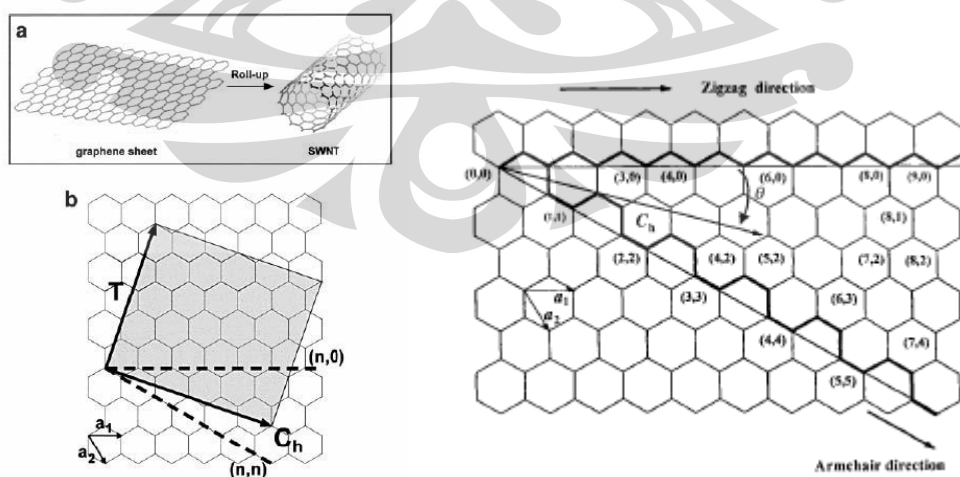 a
Roll-up
graphene sheet
SWNT
b
T
(n,0)
a₁
a₂
Cₕ
(n,n)
Zigzag direction
(0,0)
(3,0)
(4,0)
(6,0)
(8,0)
(9,0)
θ
(1,1)
Cₕ
(8,1)
(2,2)
(4,2)
(5,2)
(7,2)
(8,2)
a₁
a₂
(3,3)
(6,3)
(4,4)
(7,4)
(5,5)
Armchair direction